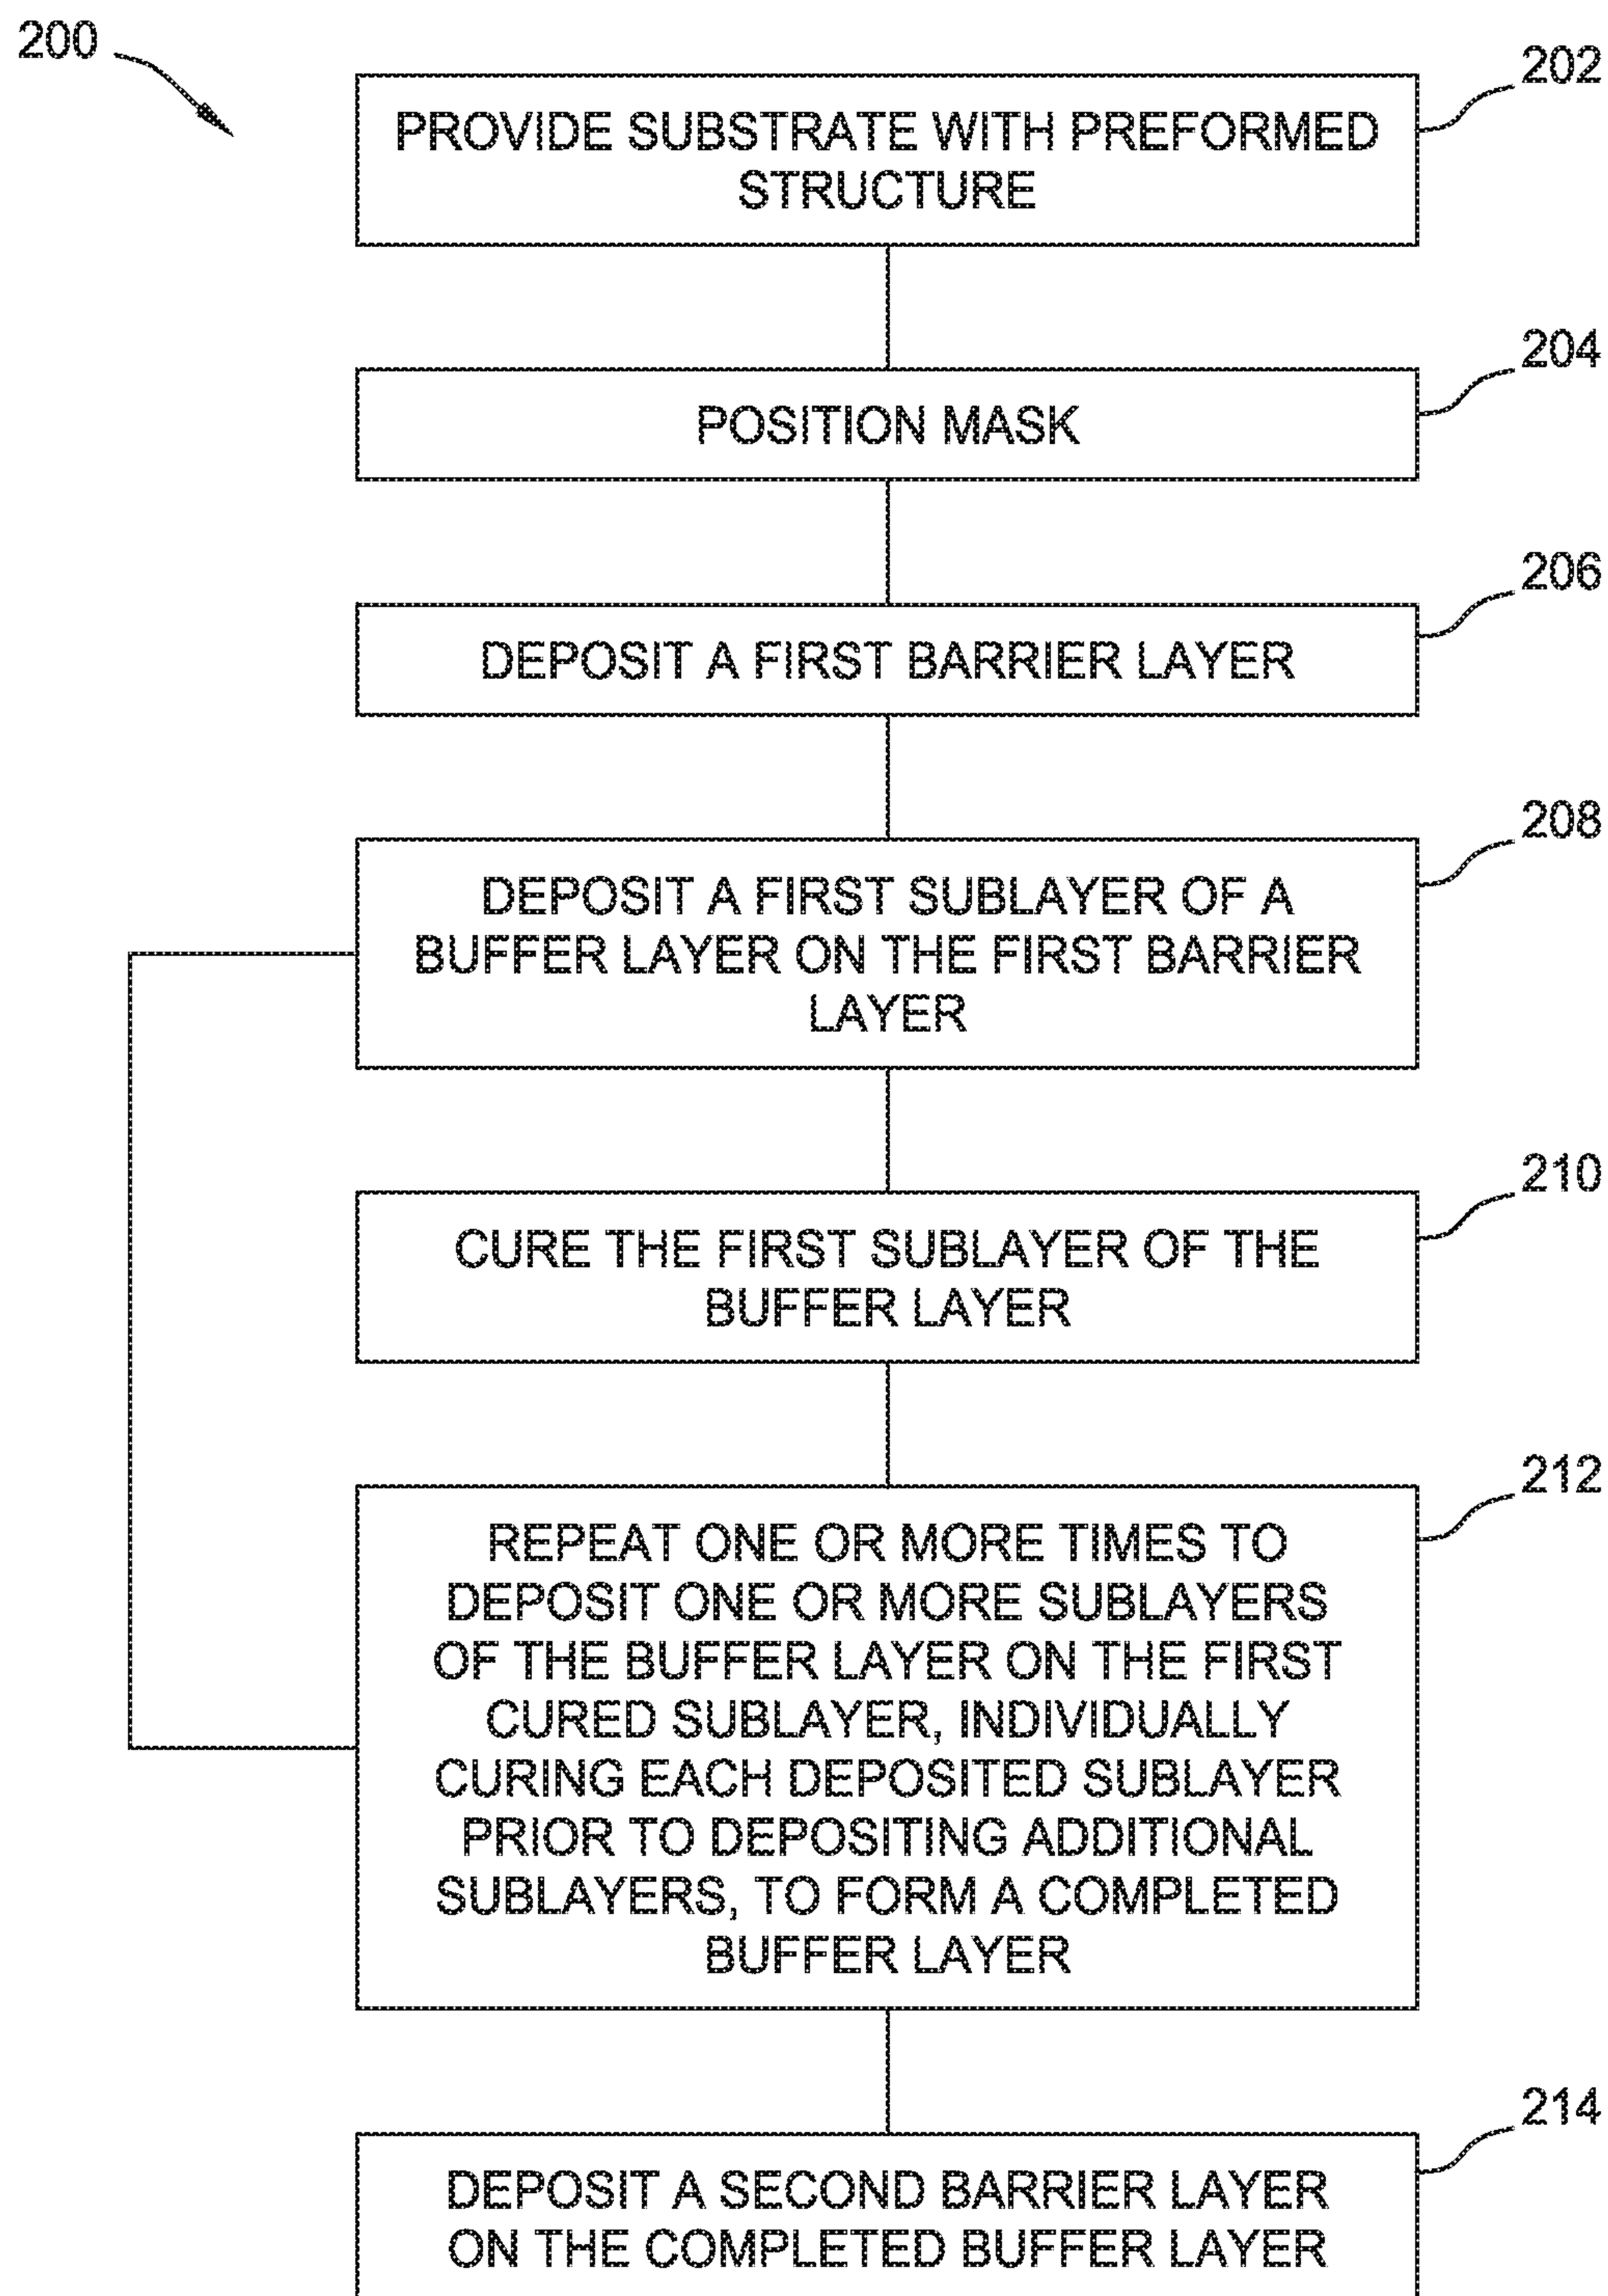 200
202
PROVIDE SUBSTRATE WITH PREFORMED
STRUCTURE
204
POSITION MASK
206
DEPOSIT A FIRST BARRIER LAYER
208
DEPOSIT A FIRST SUBLAYER OF A
BUFFER LAYER ON THE FIRST BARRIER
LAYER
210
CURE THE FIRST SUBLAYER OF THE
BUFFER LAYER
212
REPEAT ONE OR MORE TIMES TO
DEPOSIT ONE OR MORE SUBLAYERS
OF THE BUFFER LAYER ON THE FIRST
CURED SUBLAYER, INDIVIDUALLY
CURING EACH DEPOSITED SUBLAYER
PRIOR TO DEPOSITING ADDITIONAL
SUBLAYERS, TO FORM A COMPLETED
BUFFER LAYER
214
DEPOSIT A SECOND BARRIER LAYER
ON THE COMPLETED BUFFER LAYER